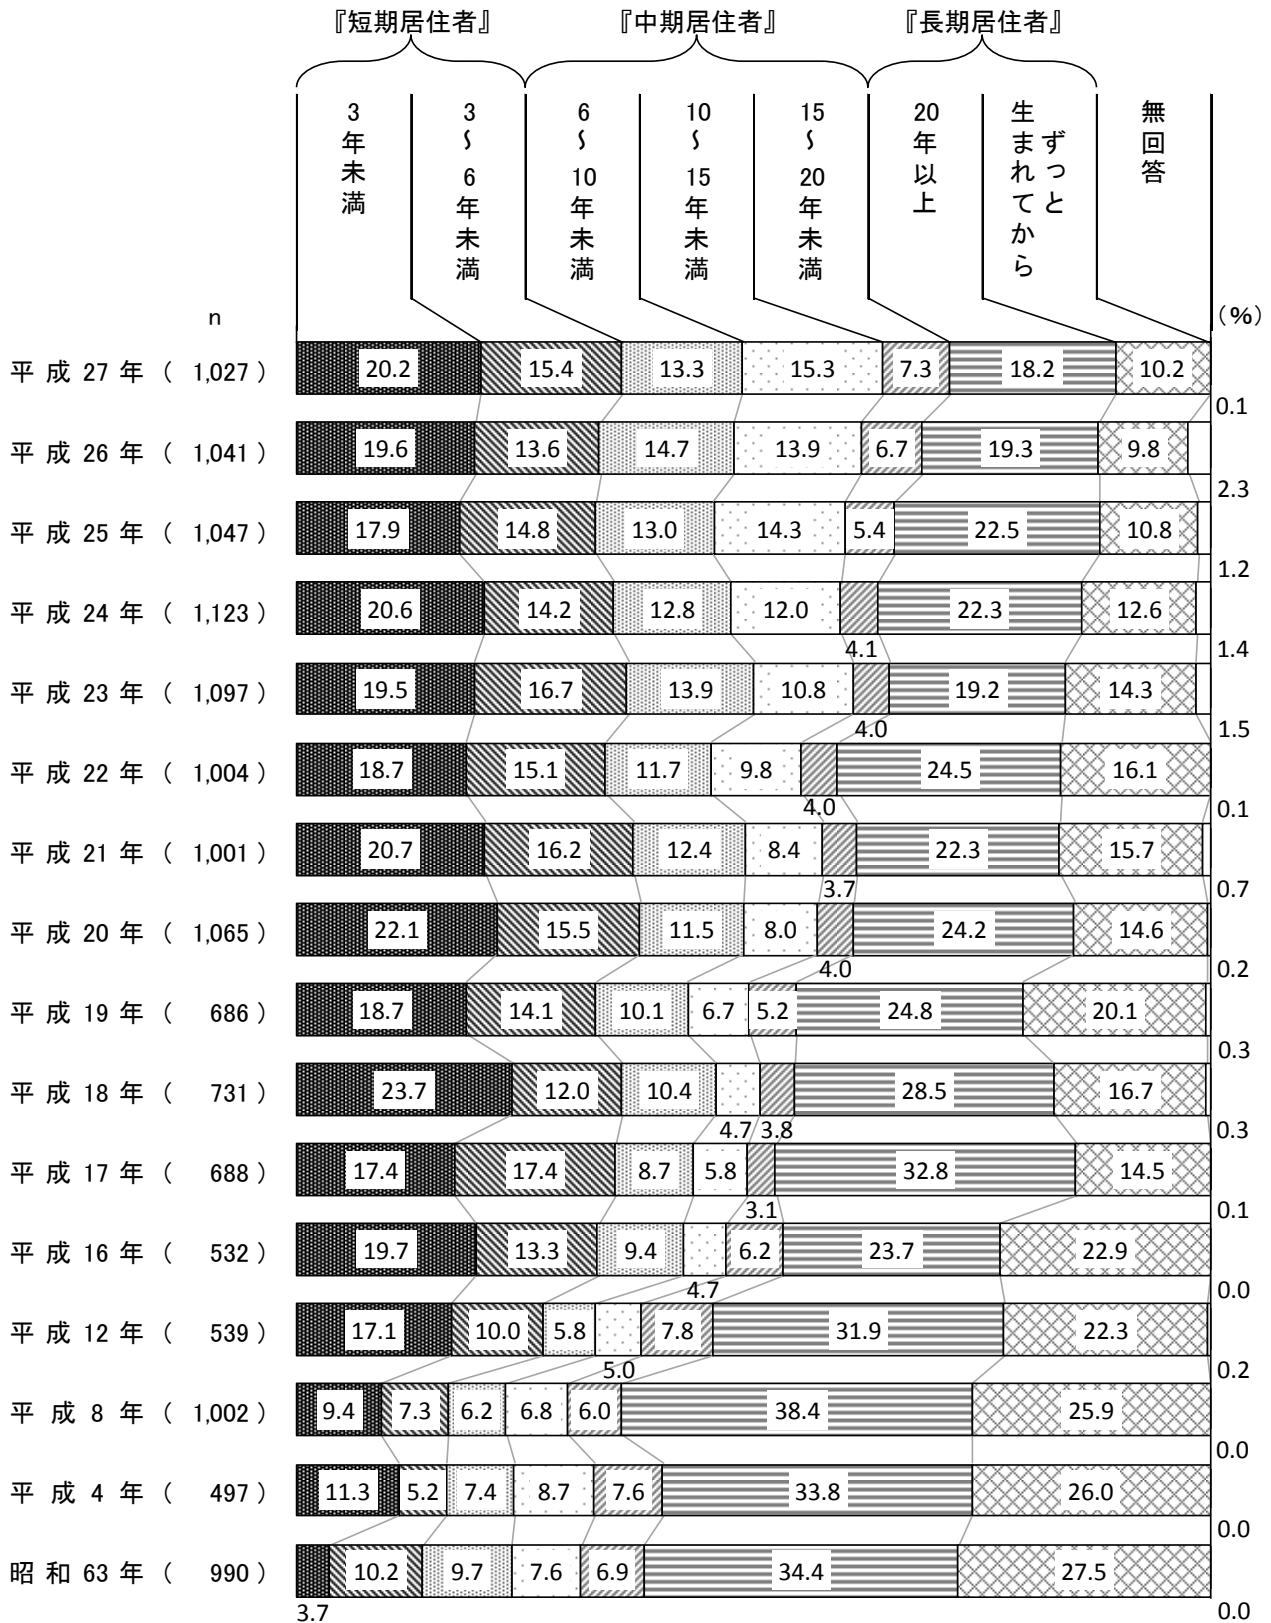 『短期居住者』 『中期居住者』 『長期居住者』
3年未満
3～6年未満
6～10年未満
10～15年未満
15～20年未満
20年以上
生まれてから
ずっと
無回答
n (%)
平成27年( 1,027) 20.2 15.4 13.3 15.3 7.3 18.2 10.2
0.1
平成26年( 1,041) 19.6 13.6 14.7 13.9 6.7 19.3 9.8
2.3
平成25年( 1,047) 17.9 14.8 13.0 14.3 5.4 22.5 10.8
1.2
平成24年( 1,123) 20.6 14.2 12.8 12.0 22.3 12.6
4.1 1.4
平成23年( 1,097) 19.5 16.7 13.9 10.8 19.2 14.3
4.0 1.5
平成22年( 1,004) 18.7 15.1 11.7 9.8 24.5 16.1
4.0 0.1
平成21年( 1,001) 20.7 16.2 12.4 8.4 22.3 15.7
3.7 0.7
平成20年( 1,065) 22.1 15.5 11.5 8.0 24.2 14.6
4.0 0.2
平成19年( 686) 18.7 14.1 10.1 6.7 5.2 24.8 20.1
0.3
平成18年( 731) 23.7 12.0 10.4 28.5 16.7
4.7 3.8 0.3
平成17年( 688) 17.4 17.4 8.7 5.8 32.8 14.5
3.1 0.1
平成16年( 532) 19.7 13.3 9.4 6.2 23.7 22.9
4.7 0.0
平成12年( 539) 17.1 10.0 5.8 7.8 31.9 22.3
5.0 0.2
平成8年( 1,002) 9.4 7.3 6.2 6.8 6.0 38.4 25.9
0.0
平成4年( 497) 11.3 5.2 7.4 8.7 7.6 33.8 26.0
0.0
昭和63年( 990) 10.2 9.7 7.6 6.9 34.4 27.5
3.7 0.0